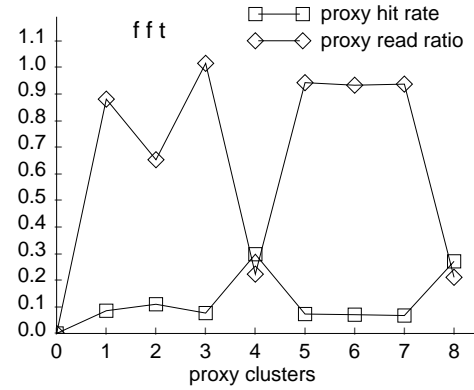 f f t
proxy hit rate
proxy read ratio
1.1
1.0
0.9
0.8
0.7
0.6
0.5
0.4
0.3
0.2
0.1
0.0
0 1 2 3 4 5 6 7 8
proxy clusters